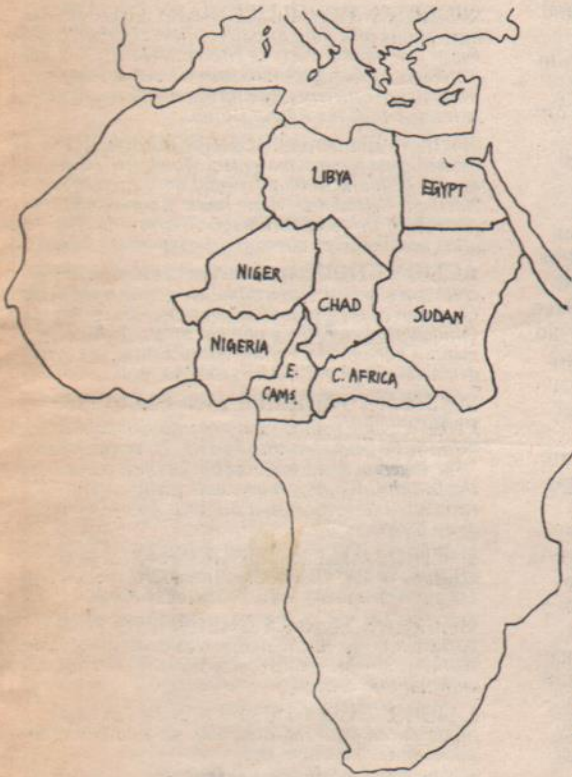 LIBYA
EGYPT
NIGER
CHAD
SUDAN
NIGERIA
E.
CAMS.
C. AFRICA